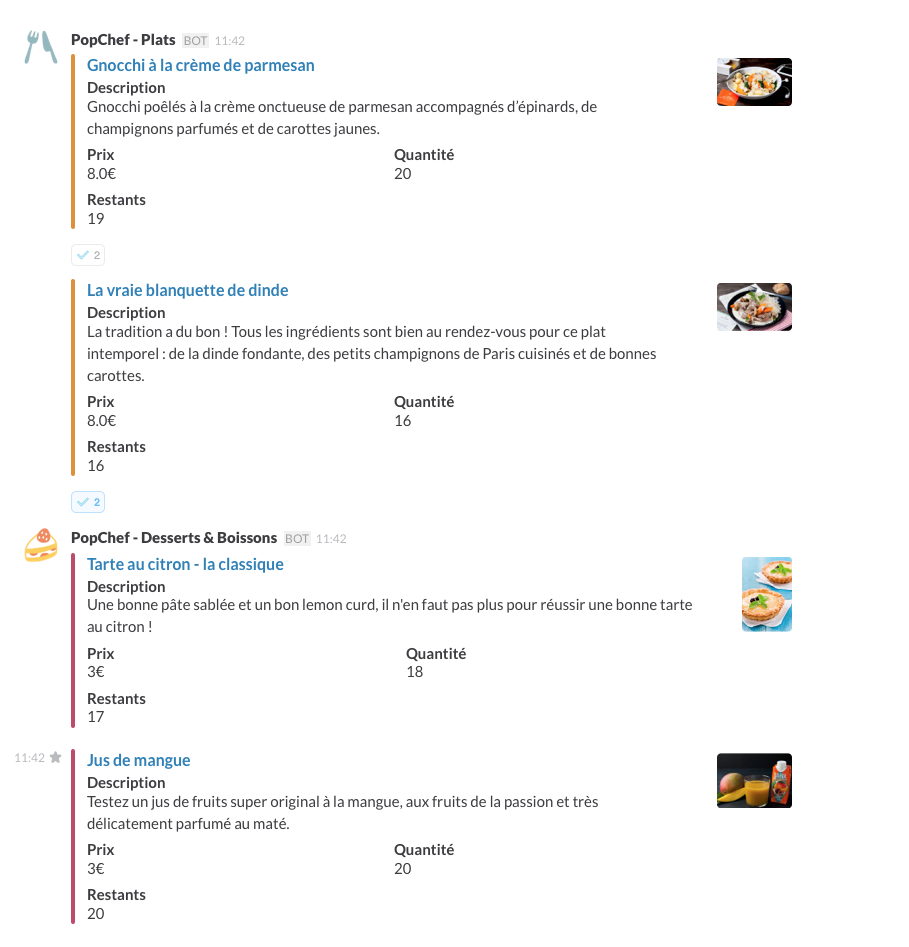 PopChef - Plats BOT 11:42
Gnocchi à la crème de parmesan
Description
Gnocchi poêlés à la crème onctueuse de parmesan accompagnés d’épinards, de
champignons parfumés et de carottes jaunes.
Prix Quantité
8.0€ 20
Restants
19
2
La vraie blanquette de dinde
Description
La tradition a du bon ! Tous les ingrédients sont bien au rendez-vous pour ce plat
intemporel : de la dinde fondante, des petits champignons de Paris cuisinés et de bonnes
carottes.
Prix Quantité
8.0€ 16
Restants
16
2
PopChef - Desserts & Boissons BOT 11:42
Tarte au citron - la classique
Description
Une bonne pâte sablée et un bon lemon curd, il n'en faut pas plus pour réussir une bonne tarte
au citron !
Prix Quantité
3€ 18
Restants
17
11:42 Jus de mangue
Description
Testez un jus de fruits super original à la mangue, aux fruits de la passion et très
délicatement parfumé au maté.
Prix Quantité
3€ 20
Restants
20